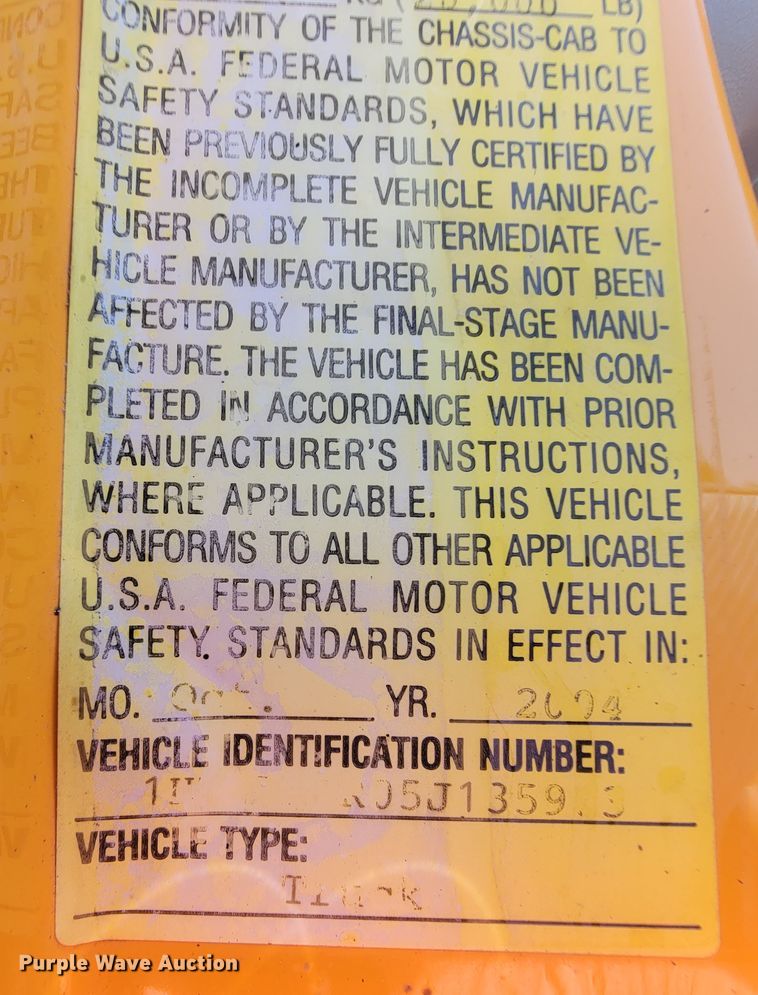 KG ( LB)
CONFORMITY OF THE CHASSIS-CAB TO
U.S.A. FEDERAL MOTOR VEHICLE
SAFETY STANDARDS, WHICH HAVE
BEEN PREVIOUSLY FULLY CERTIFIED BY
THE INCOMPLETE VEHICLE MANUFAC-
TURER OR BY THE INTERMEDIATE VE-
HICLE MANUFACTURER, HAS NOT BEEN
AFFECTED BY THE FINAL-STAGE MANU-
FACTURE. THE VEHICLE HAS BEEN COM-
PLETED IN ACCORDANCE WITH PRIOR
MANUFACTURER'S INSTRUCTIONS,
WHERE APPLICABLE. THIS VEHICLE
CONFORMS TO ALL OTHER APPLICABLE
U.S.A. FEDERAL MOTOR VEHICLE
SAFETY STANDARDS IN EFFECT IN:
MO. YR. 2004
VEHICLE IDENTIFICATION NUMBER:
VEHICLE TYPE:
Truck
Purple Wave Auction